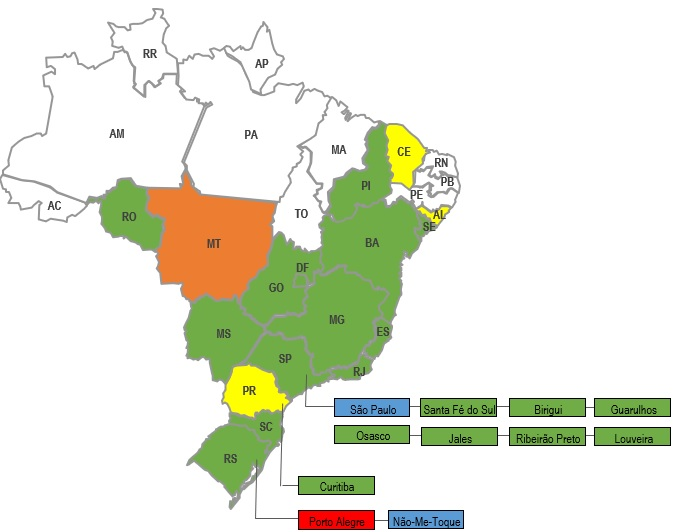 RR
AP
AM
PA
MA
CE
RN
PB
PI
PE
AC
RO
TO
AL
SE
MT
BA
DF
GO
MG
MS
ES
SP
RJ
PR
São Paulo Santa Fé do Sul Birigui Guarulhos
SC
Osasco Jales Ribeirão Preto Louveira
RS
Curitiba
Porto Alegre Não-Me-Toque